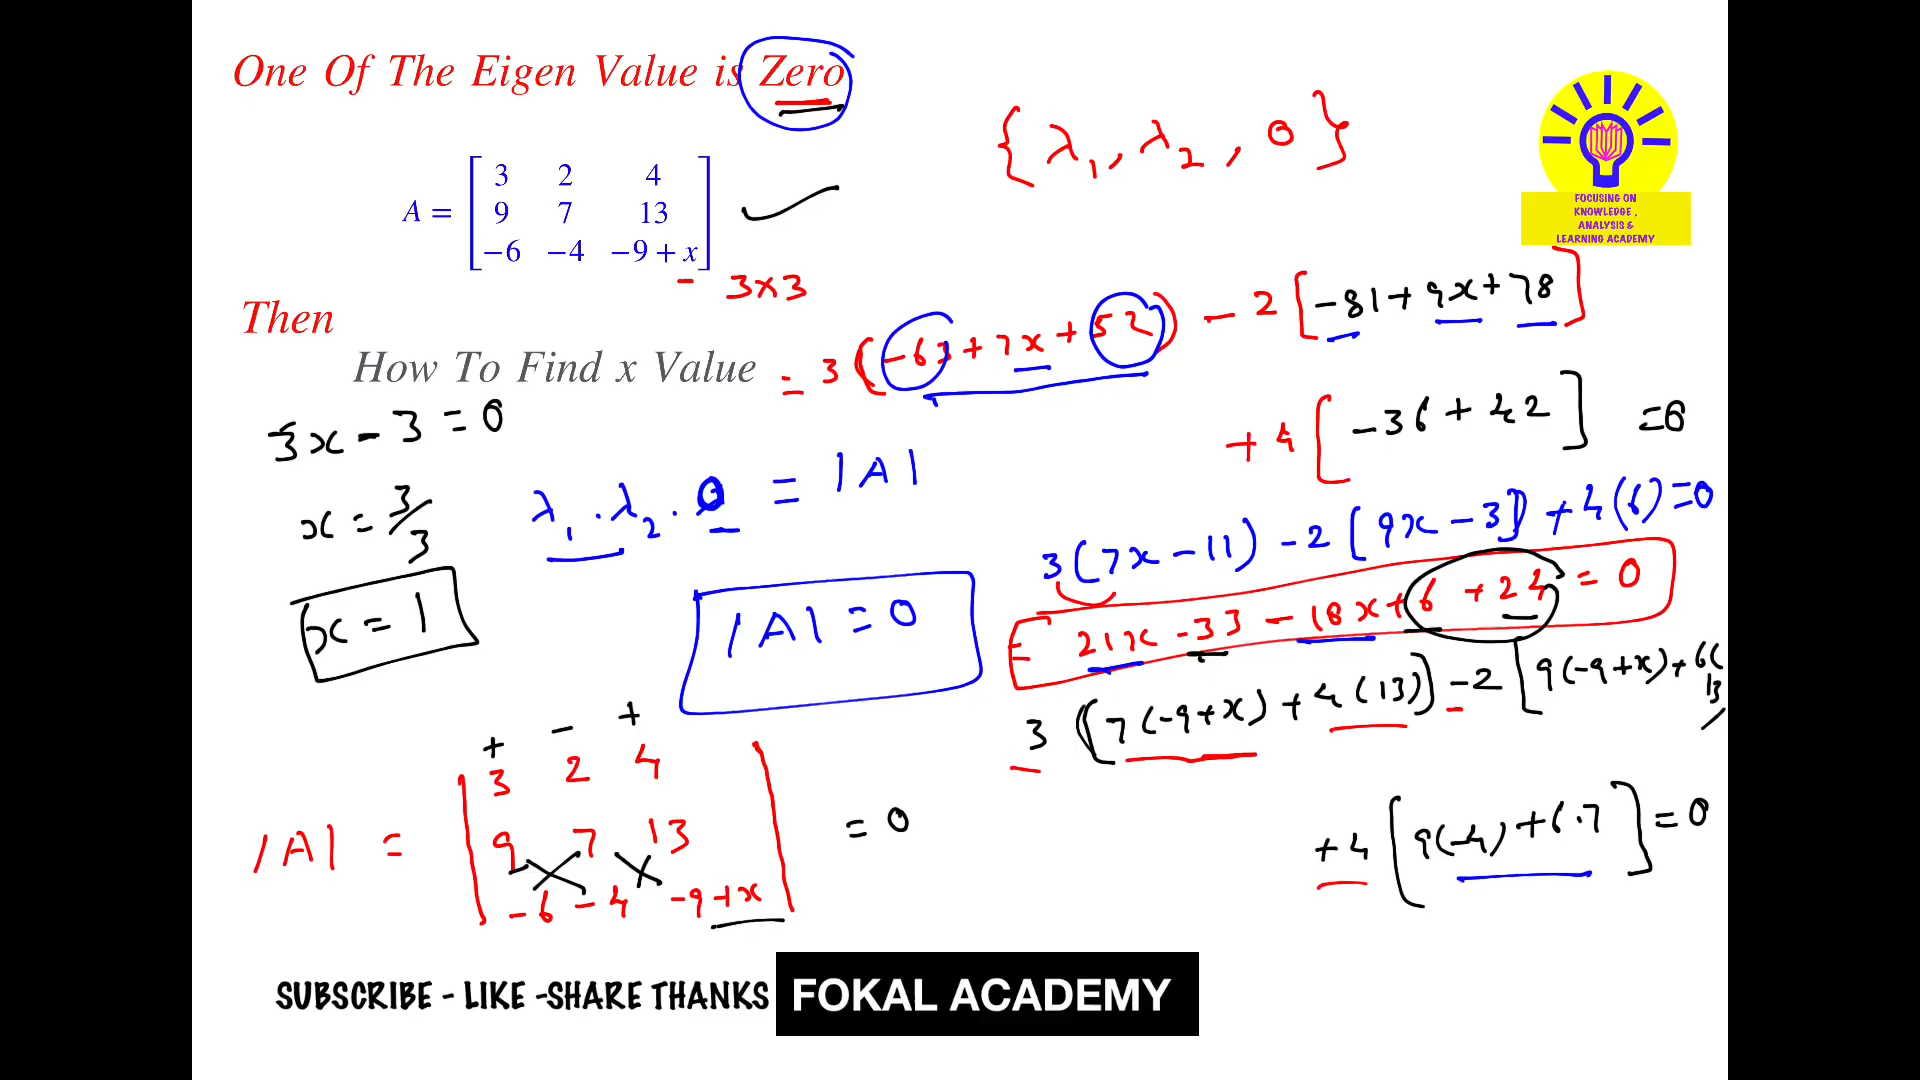 One Of The Eigen Value is Zero
{ λ₁, λ₂, 0 }
A = [ 3 2 4
9 7 13
−6 −4 −9 + x ]
- 3×3
FOCUSING ON
KNOWLEDGE ,
ANALYSIS &
LEARNING ACADEMY
Then
How To Find x Value
= 3 (-63 + 7x + 52) - 2 [-81 + 9x + 78]
+ 4 [-36 + 42] = 0
3x - 3 = 0
x = 3/3
x = 1
λ₁ . λ₂ . 0 = |A|
|A| = 0
3(7x - 11) - 2[9x - 3] + 4(6) = 0
= 21x - 33 - 18x + 6 + 24 = 0
3 [7(-9+x) + 4(13)] - 2 [9(-9+x) + 6(
13
+4 [9(-4) + 6.7] = 0
+ - +
|A| = | 3 2 4
9 7 13
-6 -4 -9+x | = 0
SUBSCRIBE - LIKE -SHARE THANKS
FOKAL ACADEMY